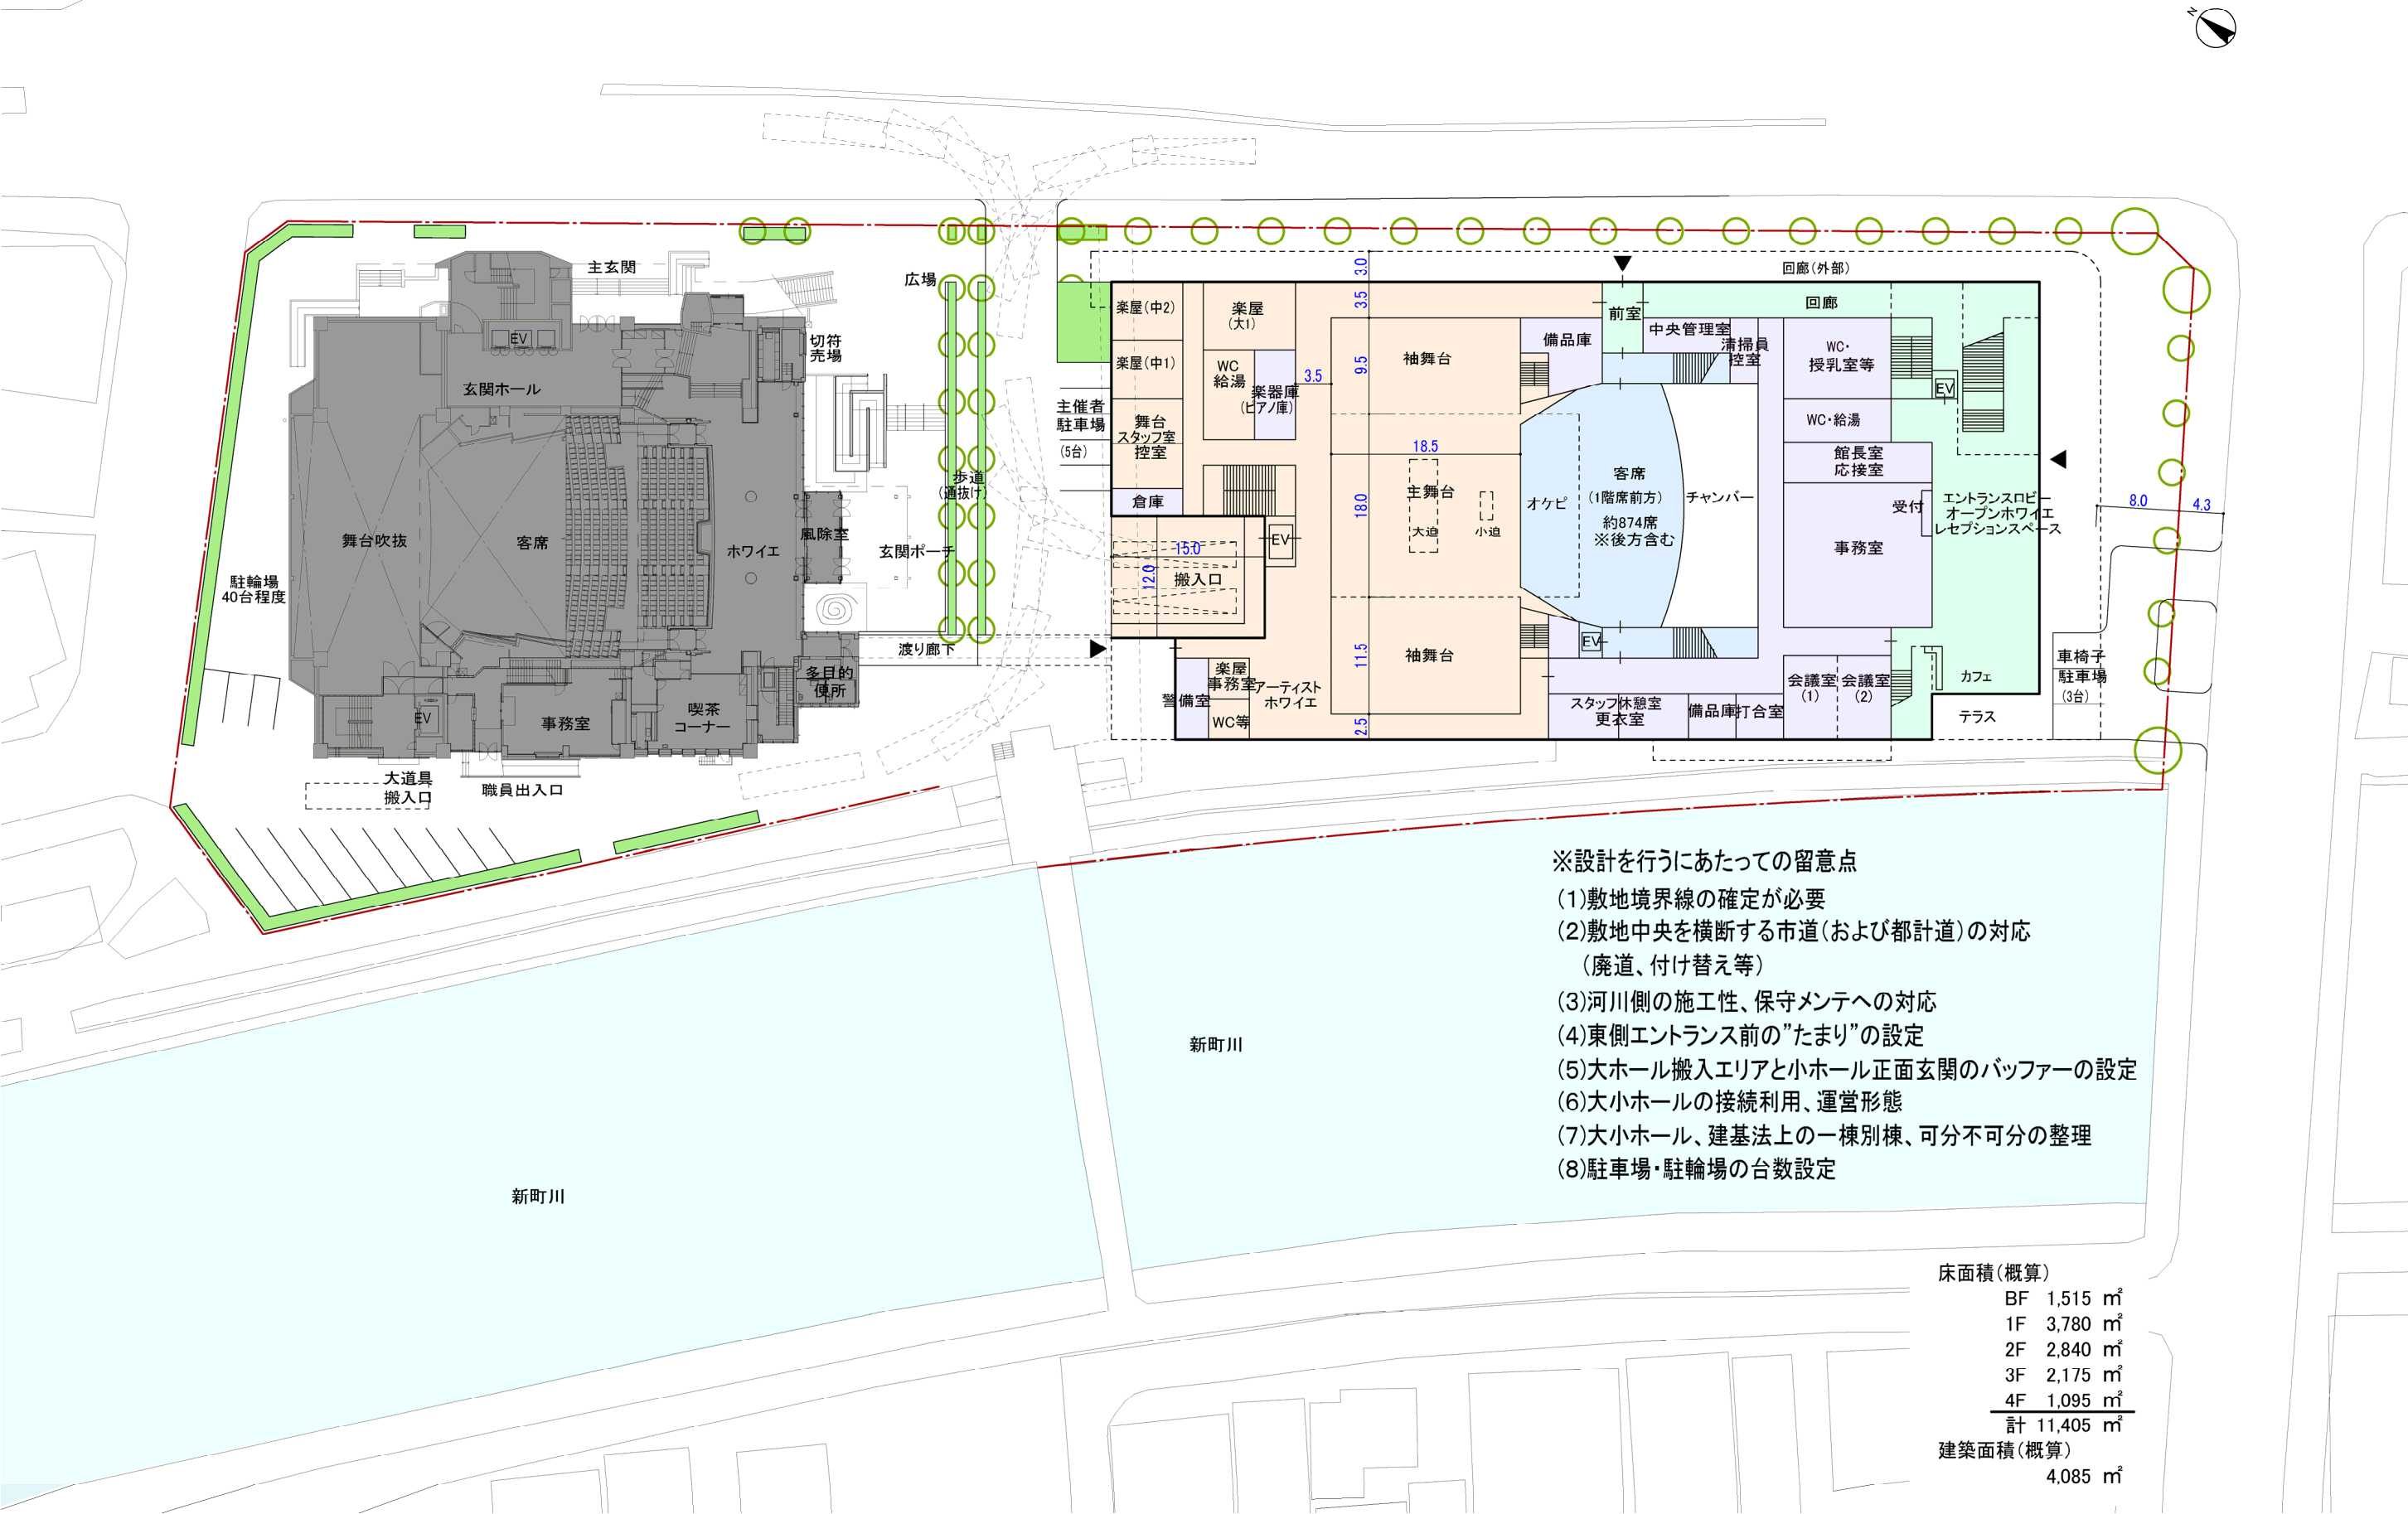 N
主玄関
広場
切符
売場
EV
玄関ホール
舞台吹抜
客席
ホワイエ
風除室
玄関ポーチ
歩道
(通抜け)
駐輪場
40台程度
渡り廊下
多目的
便所
喫茶
コーナー
事務室
EV
大道具
搬入口
職員出入口
主催者
駐車場
(5台)
回廊(外部)
回廊
前室
楽屋(中2)
楽屋
(大1)
楽屋(中1)
WC
給湯
楽器庫
(ピアノ庫)
舞台
スタッフ室
控室
倉庫
EV
15.0
12.0
搬入口
3.0
3.5
9.5
3.5
18.5
18.0
11.5
2.5
袖舞台
主舞台
大迫
小迫
袖舞台
備品庫
中央管理室
清掃員
控室
WC・
授乳室等
EV
WC・給湯
館長室
応接室
受付
エントランスロビー
オープンホワイエ
レセプションスペース
事務室
オケピ
客席
(1階席前方)
約874席
※後方含む
チャンバー
8.0
4.3
EV
楽屋
事務室
警備室
WC等
アーティスト
ホワイエ
スタッフ休憩室
更衣室
備品庫
打合室
会議室
(1)
会議室
(2)
カフェ
テラス
車椅子
駐車場
(3台)
※設計を行うにあたっての留意点
(1)敷地境界線の確定が必要
(2)敷地中央を横断する市道(および都計道)の対応
(廃道、付け替え等)
(3)河川側の施工性、保守メンテへの対応
(4)東側エントランス前の”たまり”の設定
(5)大ホール搬入エリアと小ホール正面玄関のバッファーの設定
(6)大小ホールの接続利用、運営形態
(7)大小ホール、建基法上の一棟別棟、可分不可分の整理
(8)駐車場・駐輪場の台数設定
新町川
新町川
床面積(概算)
BF 1,515 ㎡
1F 3,780 ㎡
2F 2,840 ㎡
3F 2,175 ㎡
4F 1,095 ㎡
計 11,405 ㎡
建築面積(概算)
4,085 ㎡